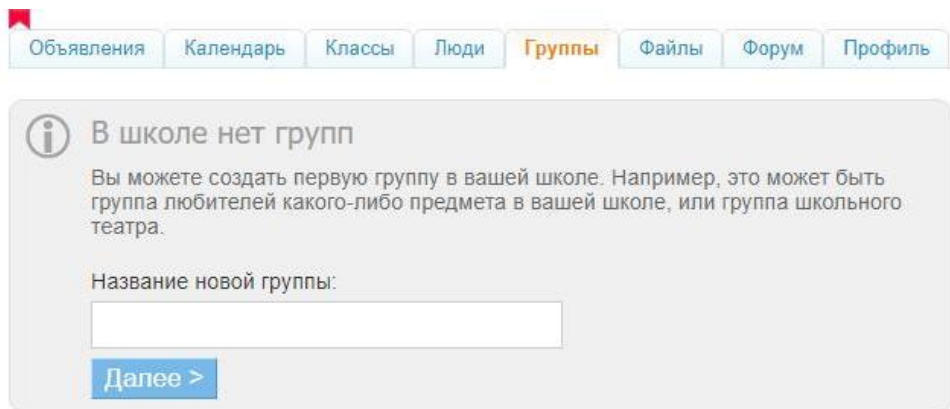 Объявления Календарь Классы Люди Группы Файлы Форум Профиль
В школе нет групп
Вы можете создать первую группу в вашей школе. Например, это может быть
группа любителей какого-либо предмета в вашей школе, или группа школьного
театра.
Название новой группы:
Далее >